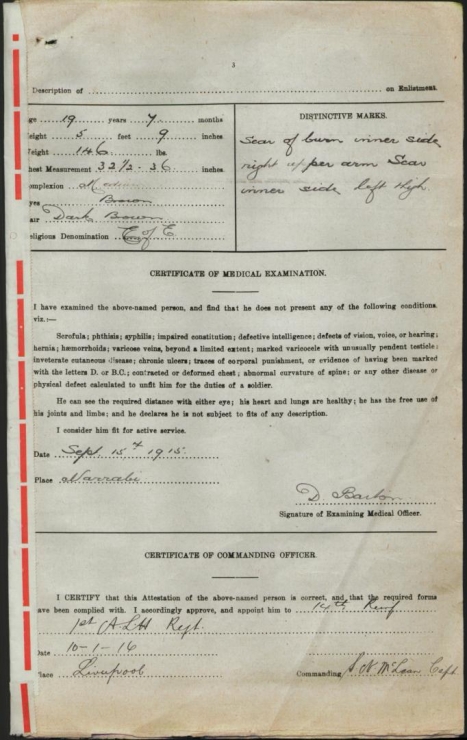 3
Description of ........ on Enlistment.
ge 19 years 7 months
eight 5 feet 9 inches
eight 146 lbs.
hest Measurement 32 1/2 - 36 inches
omplexion
yes Brown
air Dark Brown
eligious Denomination C of E
DISTINCTIVE MARKS.
Scar of burn inner side
right upper arm Scar
inner side left thigh
CERTIFICATE OF MEDICAL EXAMINATION.
I have examined the above-named person, and find that he does not present any of the following conditions.
viz.:—
Scrofula; phthisis; syphilis; impaired constitution; defective intelligence; defects of vision, voice, or hearing;
hernia; hemorrhoids; varicose veins, beyond a limited extent; marked varicocele with unusually pendent testicle;
inveterate cutaneous disease; chronic ulcers; traces of corporal punishment, or evidence of having been marked
with the letters D. or B.C.; contracted or deformed chest; abnormal curvature of spine; or any other disease or
physical defect calculated to unfit him for the duties of a soldier.
He can see the required distance with either eye; his heart and lungs are healthy; he has the free use of
his joints and limbs; and he declares he is not subject to fits of any description.
I consider him fit for active service.
Date Sept. 15th 1915.
Place
D. Barton
Signature of Examining Medical Officer.
CERTIFICATE OF COMMANDING OFFICER.
I CERTIFY that this Attestation of the above-named person is correct, and that the required forms
ave been complied with. I accordingly approve, and appoint him to 14th Reinf
1st A L H Regt.
Date 10-1-16
lace Liverpool Commanding McLean Capt